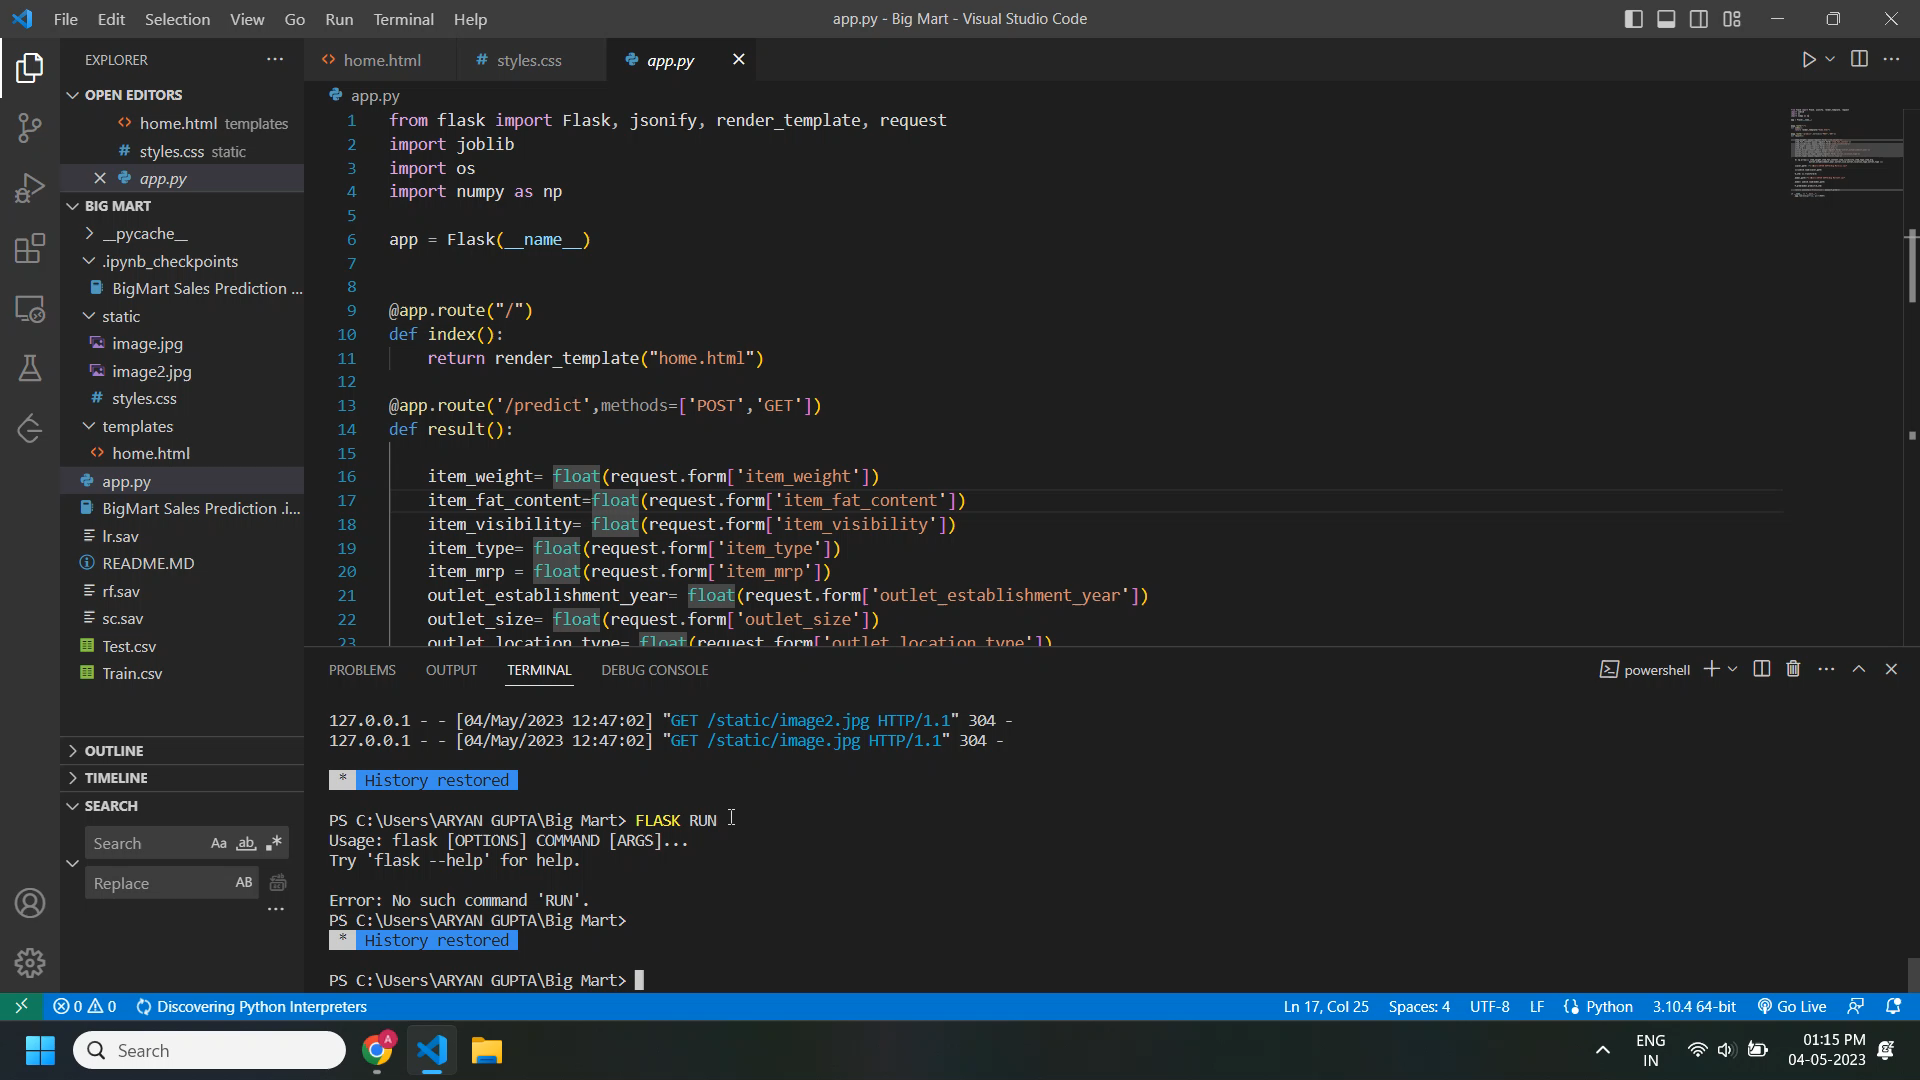 File Edit Selection View Go Run Terminal Help
app.py - Big Mart - Visual Studio Code
EXPLORER
OPEN EDITORS
home.html templates
styles.css static
app.py
BIG MART
__pycache__
.ipynb_checkpoints
BigMart Sales Prediction ...
static
image.jpg
image2.jpg
styles.css
templates
home.html
app.py
BigMart Sales Prediction .i...
lr.sav
README.MD
rf.sav
sc.sav
Test.csv
Train.csv
OUTLINE
TIMELINE
SEARCH
Search Aa ab
Replace AB
home.html styles.css app.py
app.py
1 from flask import Flask, jsonify, render_template, request
2 import joblib
3 import os
4 import numpy as np
5
6 app = Flask(__name__)
7
8
9 @app.route("/")
10 def index():
11 return render_template("home.html")
12
13 @app.route('/predict',methods=['POST','GET'])
14 def result():
15
16 item_weight= float(request.form['item_weight'])
17 item_fat_content=float(request.form['item_fat_content'])
18 item_visibility= float(request.form['item_visibility'])
19 item_type= float(request.form['item_type'])
20 item_mrp = float(request.form['item_mrp'])
21 outlet_establishment_year= float(request.form['outlet_establishment_year'])
22 outlet_size= float(request.form['outlet_size'])
23 outlet_location_type= float(request.form['outlet_location_type'])
PROBLEMS OUTPUT TERMINAL DEBUG CONSOLE
powershell
127.0.0.1 - - [04/May/2023 12:47:02] "GET /static/image2.jpg HTTP/1.1" 304 -
127.0.0.1 - - [04/May/2023 12:47:02] "GET /static/image.jpg HTTP/1.1" 304 -
* History restored
PS C:\Users\ARYAN GUPTA\Big Mart> FLASK RUN
Usage: flask [OPTIONS] COMMAND [ARGS]...
Try 'flask --help' for help.
Error: No such command 'RUN'.
PS C:\Users\ARYAN GUPTA\Big Mart>
* History restored
PS C:\Users\ARYAN GUPTA\Big Mart>
0 0 Discovering Python Interpreters
Ln 17, Col 25 Spaces: 4 UTF-8 LF Python 3.10.4 64-bit Go Live
Search
A
ENG
IN
01:15 PM
04-05-2023